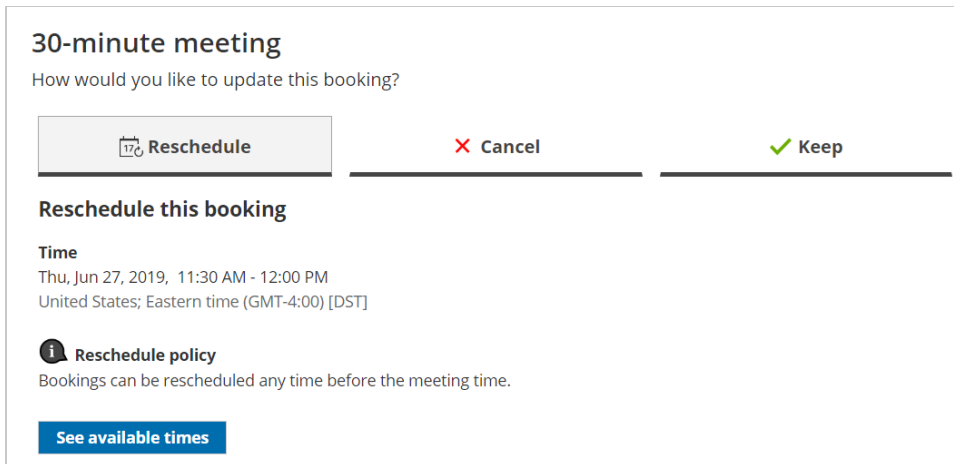 30-minute meeting
How would you like to update this booking?
17 Reschedule
Cancel
Keep
Reschedule this booking
Time
Thu, Jun 27, 2019, 11:30 AM - 12:00 PM
United States; Eastern time (GMT-4:00) [DST]
i Reschedule policy
Bookings can be rescheduled any time before the meeting time.
See available times